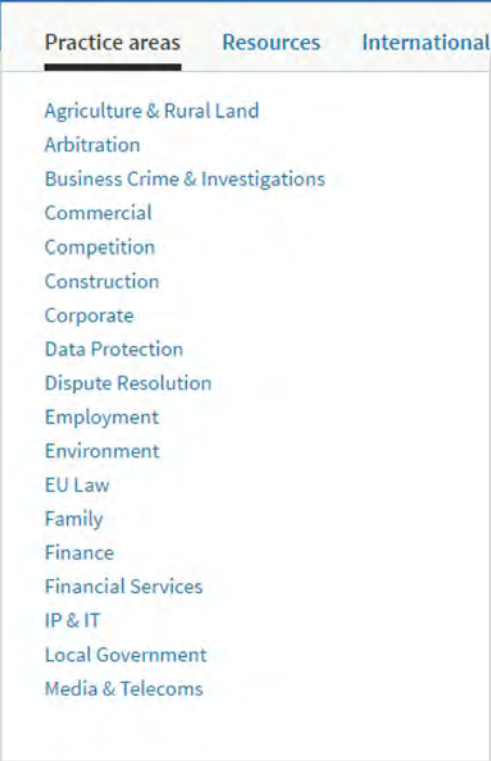 Practice areas Resources International
Agriculture & Rural Land
Arbitration
Business Crime & Investigations
Commercial
Competition
Construction
Corporate
Data Protection
Dispute Resolution
Employment
Environment
EU Law
Family
Finance
Financial Services
IP & IT
Local Government
Media & Telecoms